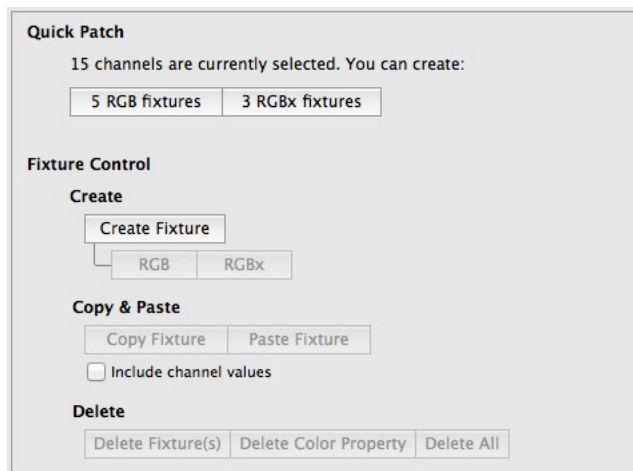 Quick Patch
15 channels are currently selected. You can create:
5 RGB fixtures 3 RGBx fixtures
Fixture Control
Create
Create Fixture
RGB RGBx
Copy & Paste
Copy Fixture Paste Fixture
Include channel values
Delete
Delete Fixture(s) Delete Color Property Delete All